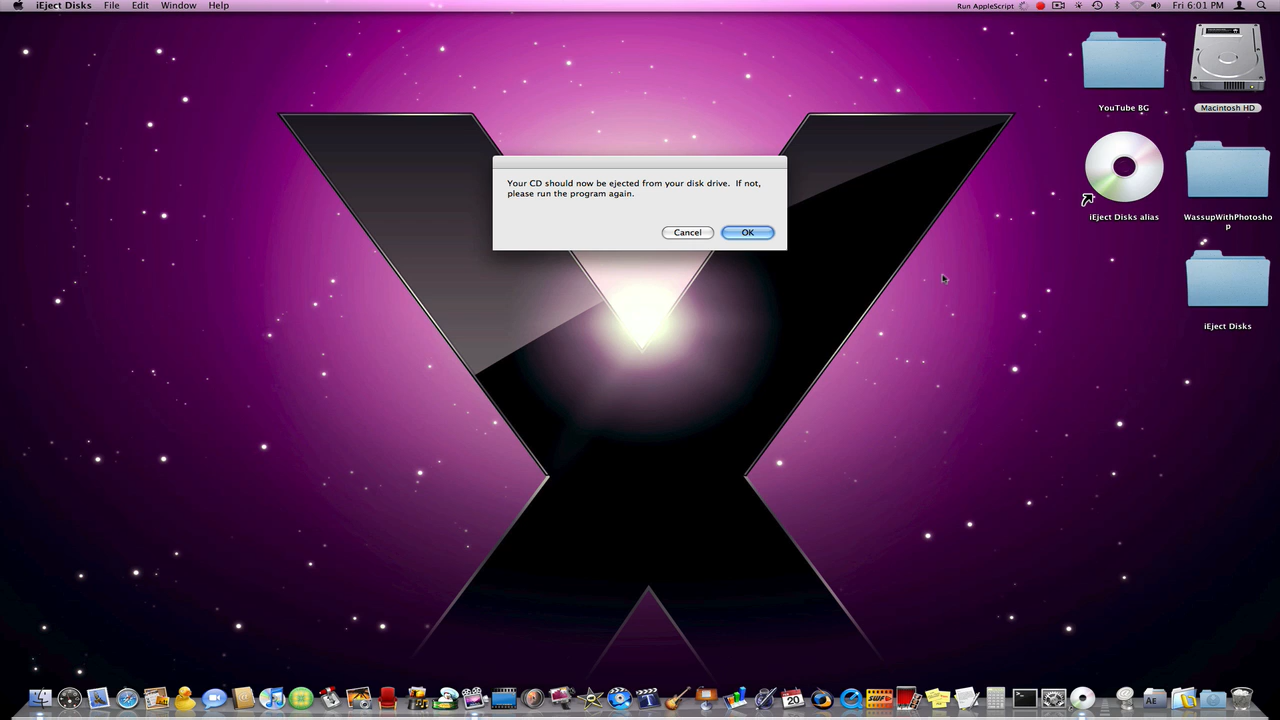 iEject Disks File Edit Window Help Run AppleScript Fri 6:01 PM
Your CD should now be ejected from your disk drive. If not,
please run the program again.
Cancel OK
YouTube BG
Macintosh HD
iEject Disks alias
WassupWithPhotosho
p
iEject Disks
20
SWF
AE